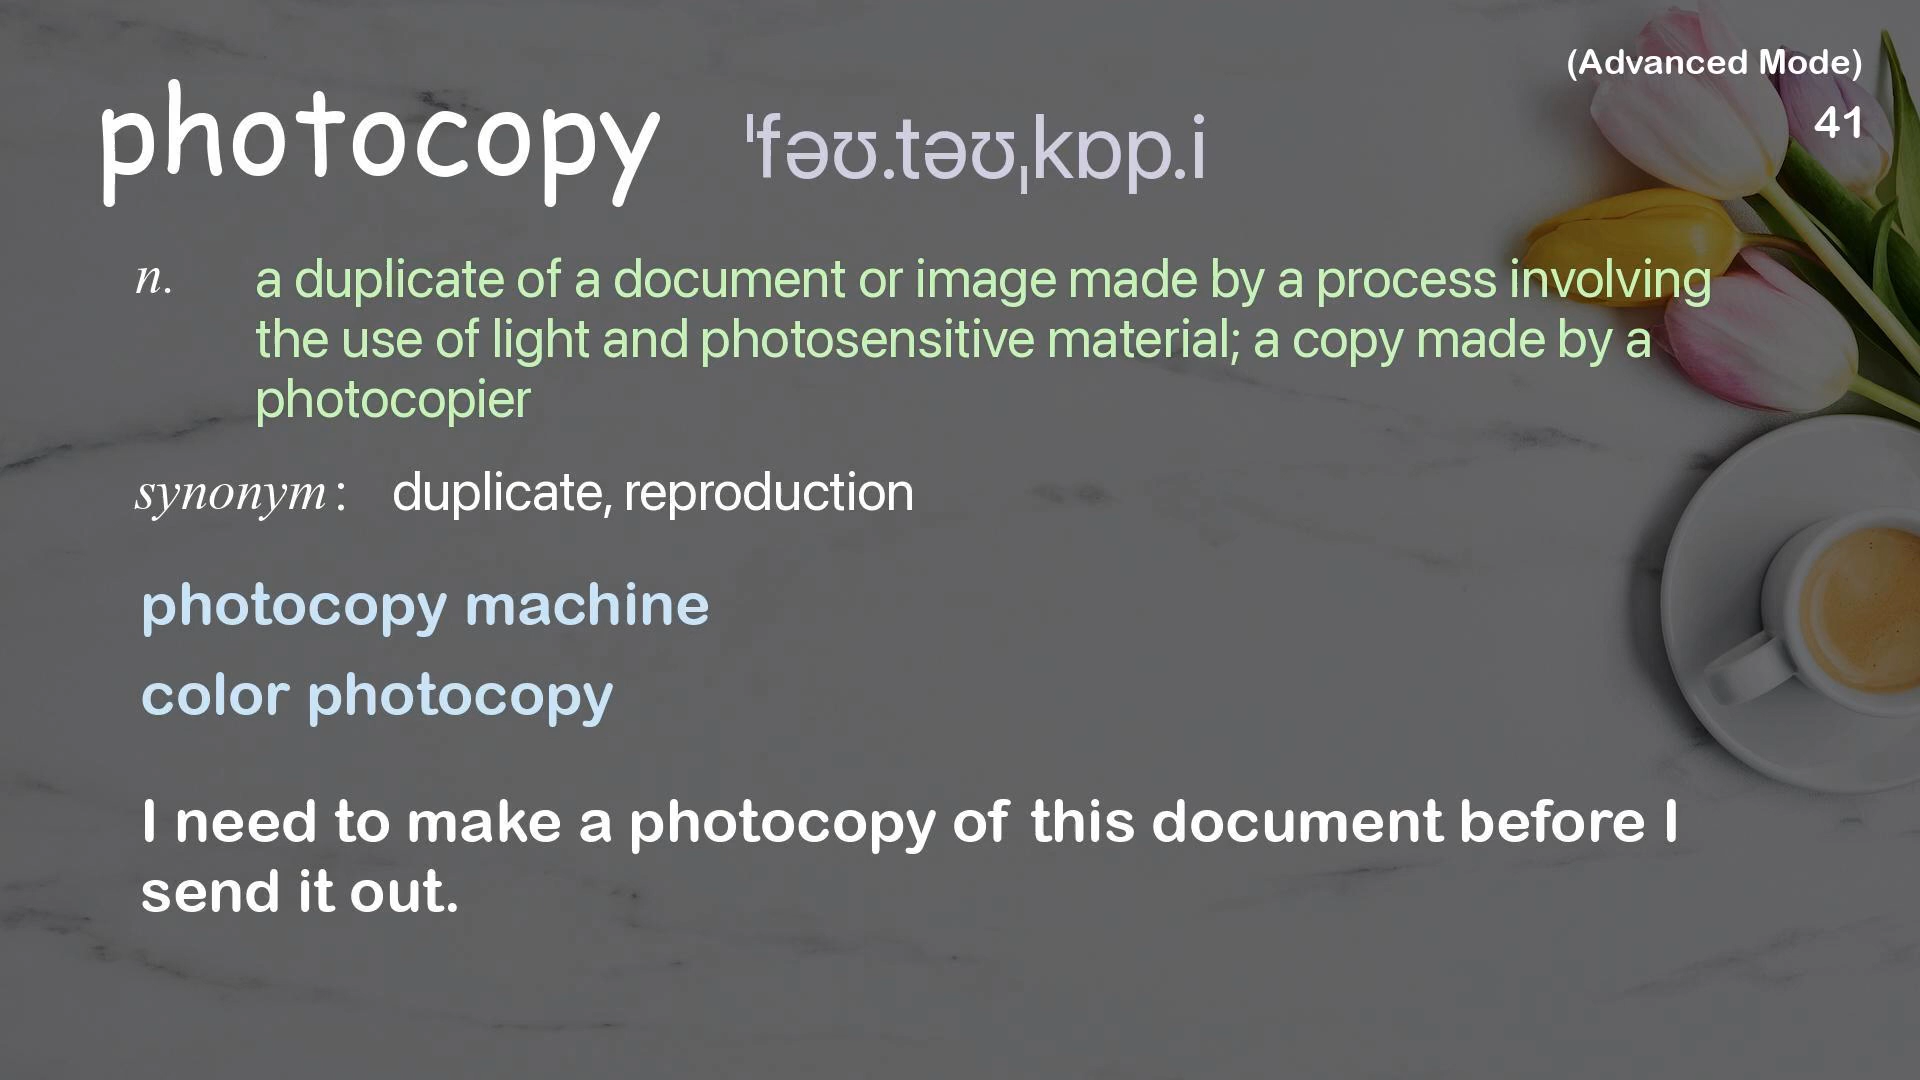 (Advanced Mode)
41
photocopy ˈfəʊ.təʊˌkɒp.i
n. a duplicate of a document or image made by a process involving
the use of light and photosensitive material; a copy made by a
photocopier
synonym: duplicate, reproduction
photocopy machine
color photocopy
I need to make a photocopy of this document before I
send it out.